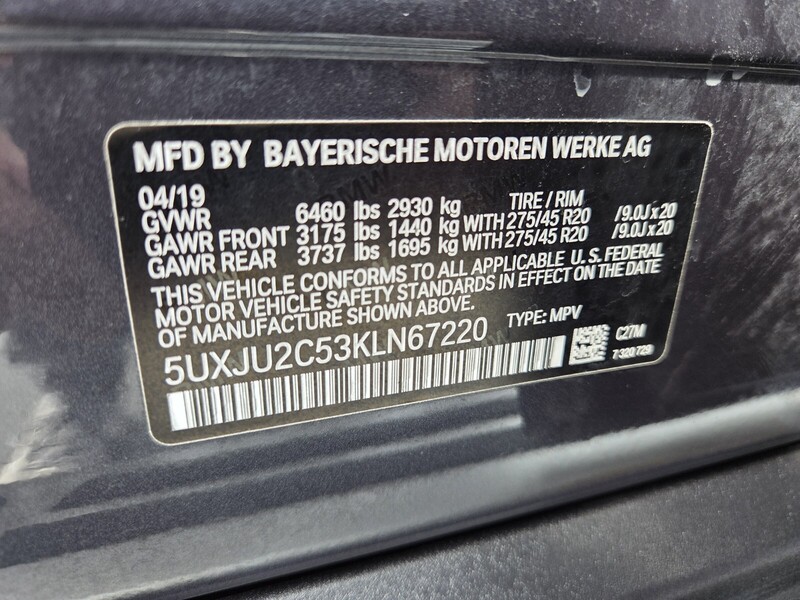 MFD BY BAYERISCHE MOTOREN WERKE AG
04/19 TIRE / RIM
GVWR 6460 lbs 2930 kg
GAWR FRONT 3175 lbs 1440 kg WITH 275/45 R20 /9.0J x 20
GAWR REAR 3737 lbs 1695 kg WITH 275/45 R20 /9.0J x 20
THIS VEHICLE CONFORMS TO ALL APPLICABLE U.S. FEDERAL
MOTOR VEHICLE SAFETY STANDARDS IN EFFECT ON THE DATE
OF MANUFACTURE SHOWN ABOVE.
5UXJU2C53KLN67220 TYPE: MPV
C27M
7 320 729